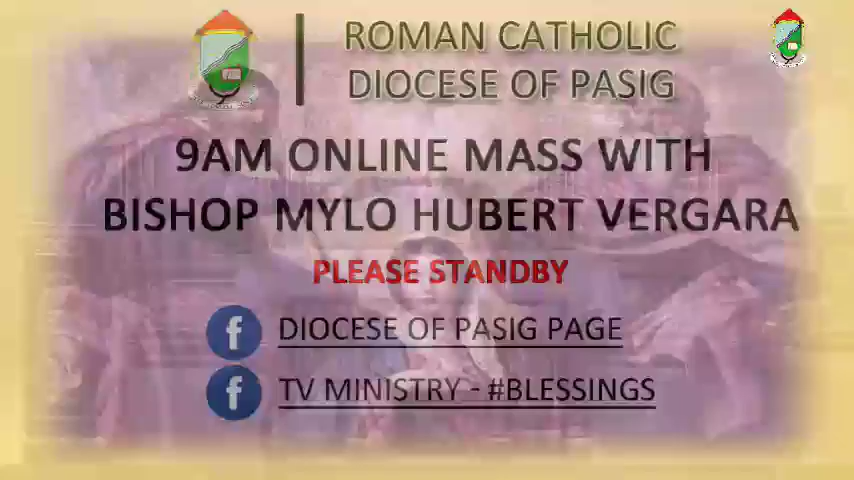 ROMAN CATHOLIC
DIOCESE OF PASIG
9AM ONLINE MASS WITH
BISHOP MYLO HUBERT VERGARA
PLEASE STANDBY
DIOCESE OF PASIG PAGE
TV MINISTRY - #BLESSINGS